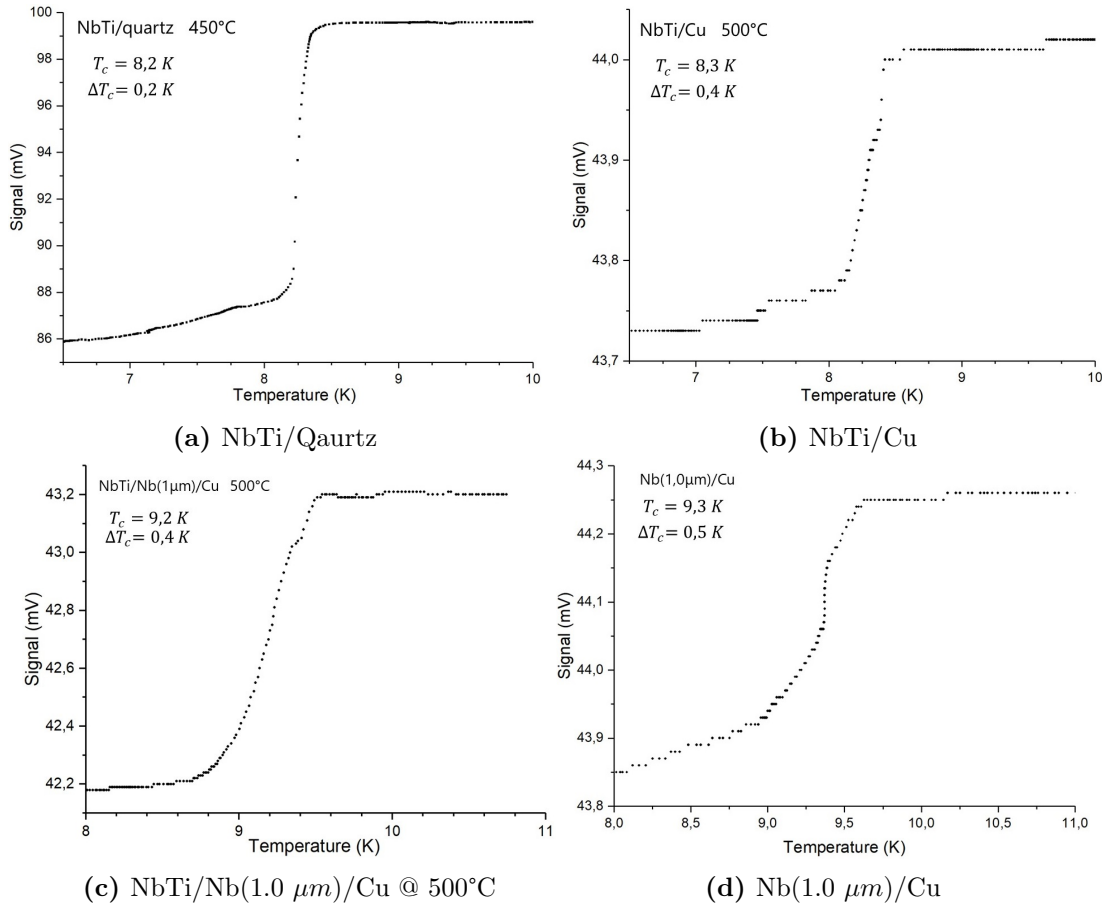 NbTi/quartz 450°C
T_c = 8,2 K
ΔT_c= 0,2 K
100
98
96
94
92
90
88
86
Signal (mV)
7
8
9
10
Temperature (K)
(a) NbTi/Qaurtz
NbTi/Cu 500°C
T_c = 8,3 K
ΔT_c= 0,4 K
44,0
43,9
43,8
43,7
Signal (mV)
7
8
9
10
Temperature (K)
(b) NbTi/Cu
NbTi/Nb(1µm)/Cu 500°C
T_c = 9,2 K
ΔT_c= 0,4 K
43,2
43,0
42,8
42,6
42,4
42,2
Signal (mV)
8
9
10
11
Temperature (K)
(c) NbTi/Nb(1.0 µm)/Cu @ 500°C
Nb(1,0µm)/Cu
T_c = 9,3 K
ΔT_c= 0,5 K
44,3
44,2
44,1
44,0
43,9
43,8
Signal (mV)
8,0
8,5
9,0
9,5
10,0
10,5
11,0
Temperature (K)
(d) Nb(1.0 µm)/Cu